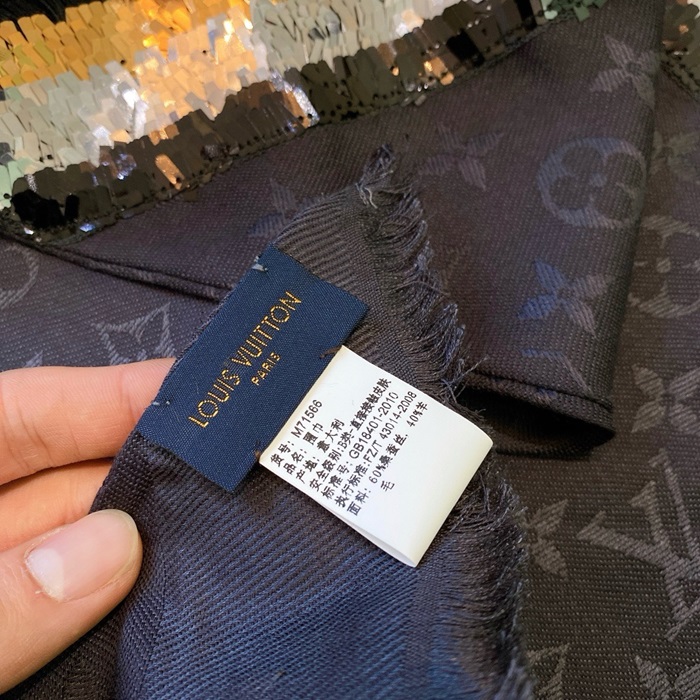 LOUIS VUITTON
PARIS
货号: M71566
品名: 围巾
产地: 意大利
安全级别:B类-直接接触皮肤
标准号:GB18401-2010
执行标准:FZ/T 43014-2008
面料: 60%桑蚕丝, 40%羊
毛